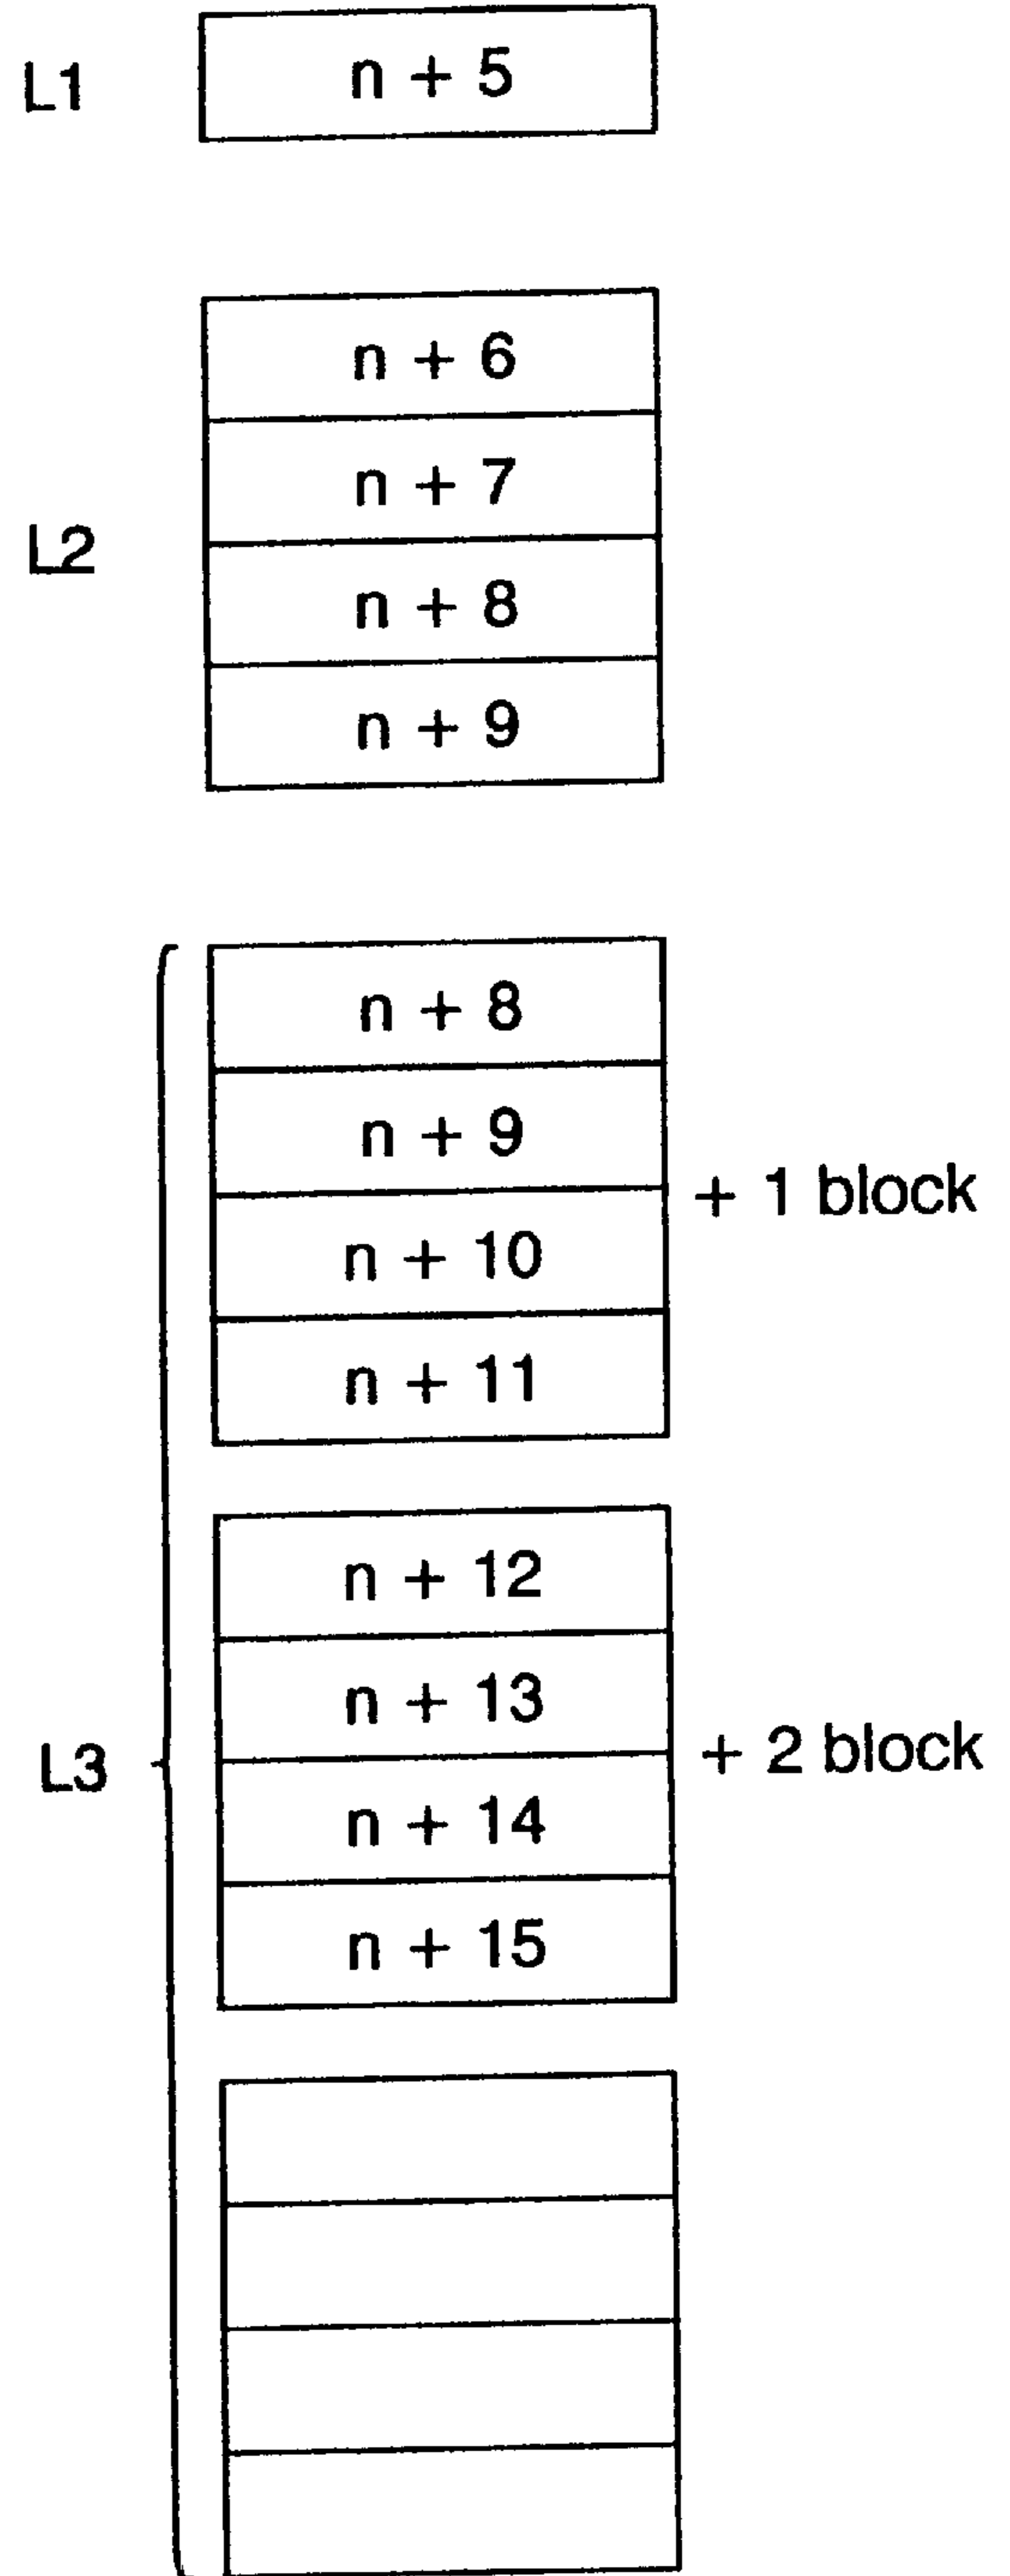 L1 n + 5
n + 6
n + 7
L2
n + 8
n + 9
n + 8
n + 9
+ 1 block
n + 10
n + 11
n + 12
n + 13
L3 + 2 block
n + 14
n + 15